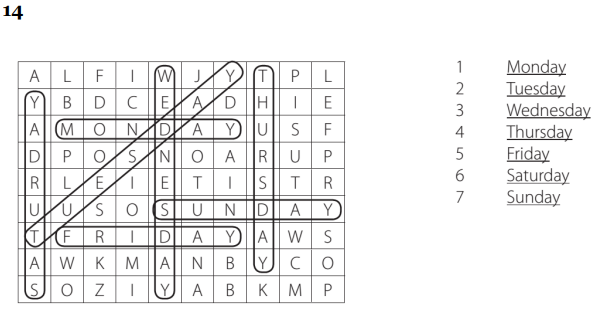 14
A L F I W J Y T P L
Y B D C E A D H I E
A M O N D A Y U S F
D P O S N O A R U P
R L E I E T I S T R
U U S O S U N D A Y
T F R I D A Y A W S
A W K M A N B Y C O
S O Z I Y A B K M P
1 Monday
2 Tuesday
3 Wednesday
4 Thursday
5 Friday
6 Saturday
7 Sunday